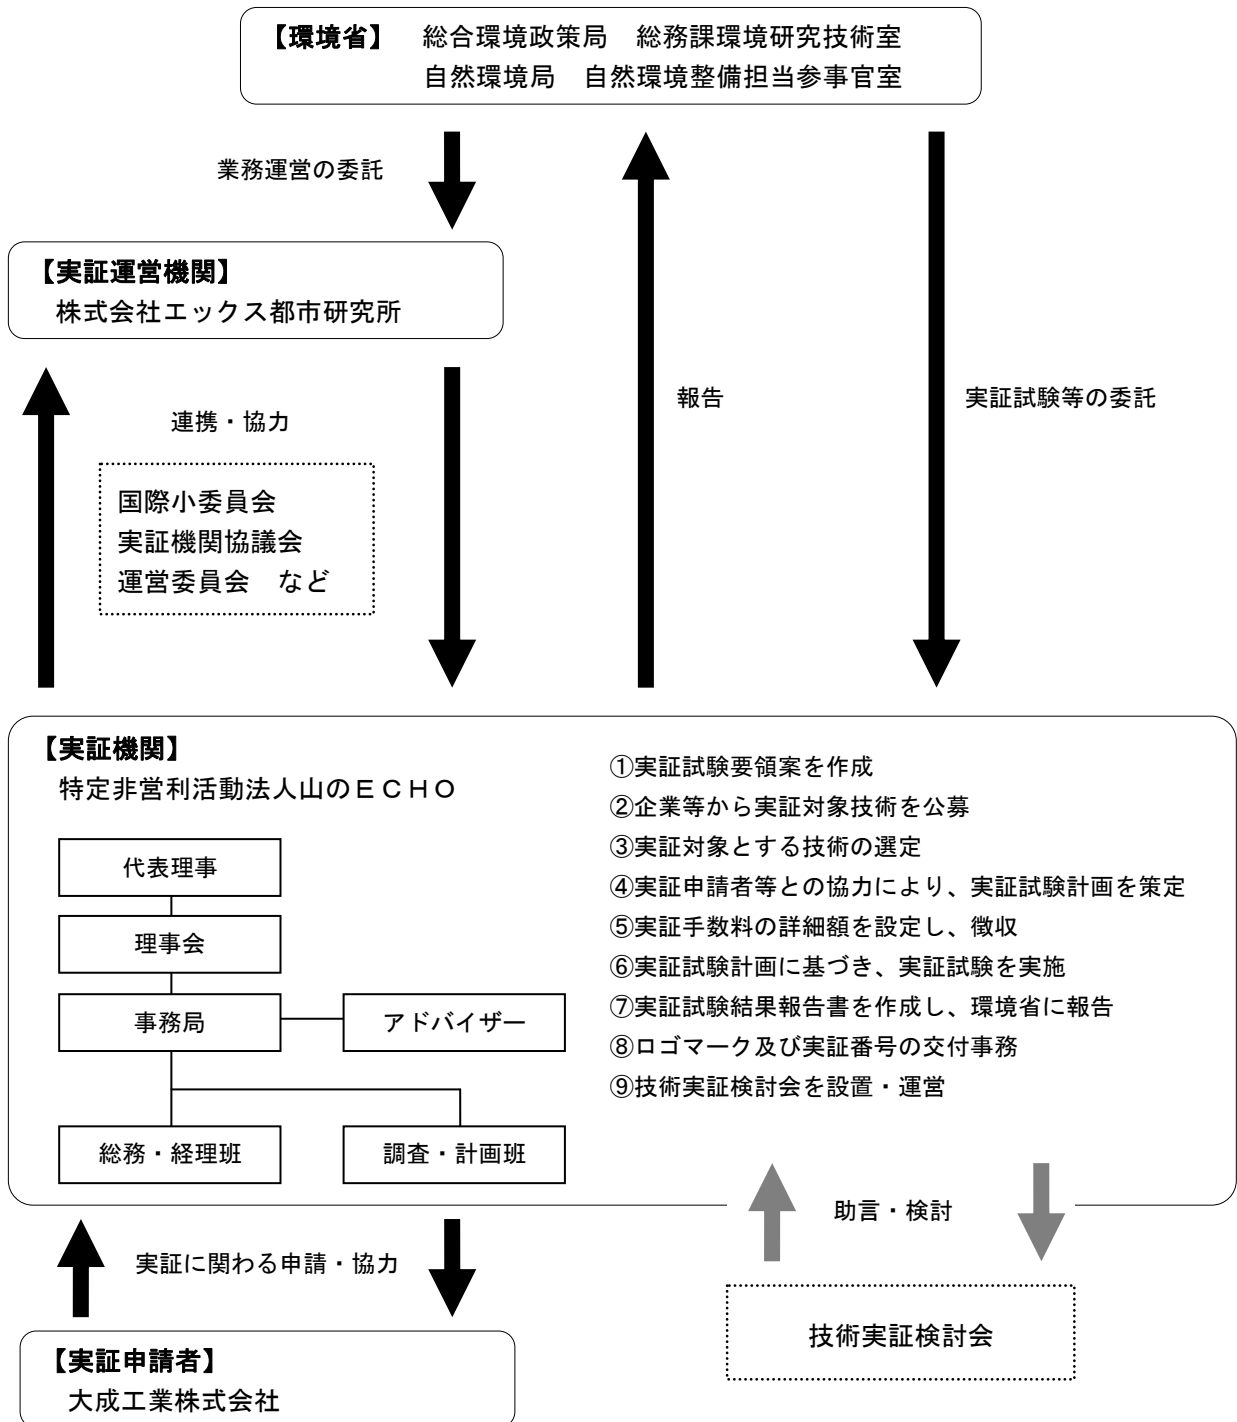 【環境省】　総合環境政策局　総務課環境研究技術室
自然環境局　自然環境整備担当参事官室
業務運営の委託
【実証運営機関】
株式会社エックス都市研究所
連携・協力
報告
実証試験等の委託
国際小委員会
実証機関協議会
運営委員会　など
【実証機関】
特定非営利活動法人山のＥＣＨＯ
代表理事
理事会
事務局
アドバイザー
総務・経理班
調査・計画班
①実証試験要領案を作成
②企業等から実証対象技術を公募
③実証対象とする技術の選定
④実証申請者等との協力により、実証試験計画を策定
⑤実証手数料の詳細額を設定し、徴収
⑥実証試験計画に基づき、実証試験を実施
⑦実証試験結果報告書を作成し、環境省に報告
⑧ロゴマーク及び実証番号の交付事務
⑨技術実証検討会を設置・運営
助言・検討
実証に関わる申請・協力
技術実証検討会
【実証申請者】
大成工業株式会社